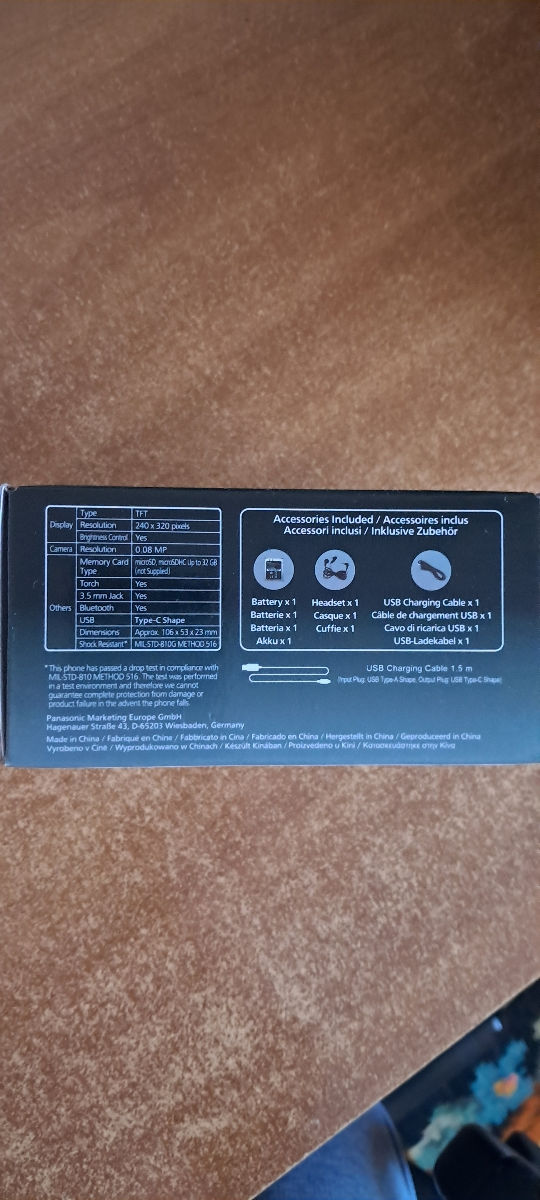 Display Type TFT
Resolution 240 x 320 pixels
Brightness Control Yes
Camera Resolution 0.08 MP
Others Memory Card Type microSD, microSDHC Up to 32 GB (not Supplied)
Torch Yes
3.5 mm Jack Yes
Bluetooth Yes
USB Type-C Shape
Dimensions Approx. 106 x 53 x 23 mm
Shock Resistant* MIL-STD-810G METHOD 516
*This phone has passed a drop test in compliance with
MIL-STD-810 METHOD 516. The test was performed
in a test environment and therefore we cannot
guarantee complete protection from damage or
product failure in the advent the phone falls.
Panasonic Marketing Europe GmbH
Hagenauer Straße 43, D-65203 Wiesbaden, Germany
Made in China / Fabriqué en Chine / Fabbricato in Cina / Fabricado en China / Hergestellt in China / Geproduceerd in China
Vyrobeno v Číně / Wyprodukowano w Chinach / Készült Kínában / Proizvedeno u Kini / Κατασκευάστηκε στην Κίνα
Accessories Included / Accessoires inclus
Accessori inclusi / Inklusive Zubehör
Battery x 1
Batterie x 1
Batteria x 1
Akku x 1
Headset x 1
Casque x 1
Cuffie x 1
USB Charging Cable x 1
Câble de chargement USB x 1
Cavo di ricarica USB x 1
USB-Ladekabel x 1
USB Charging Cable 1.5 m
(Input Plug: USB Type-A Shape, Output Plug: USB Type-C Shape)